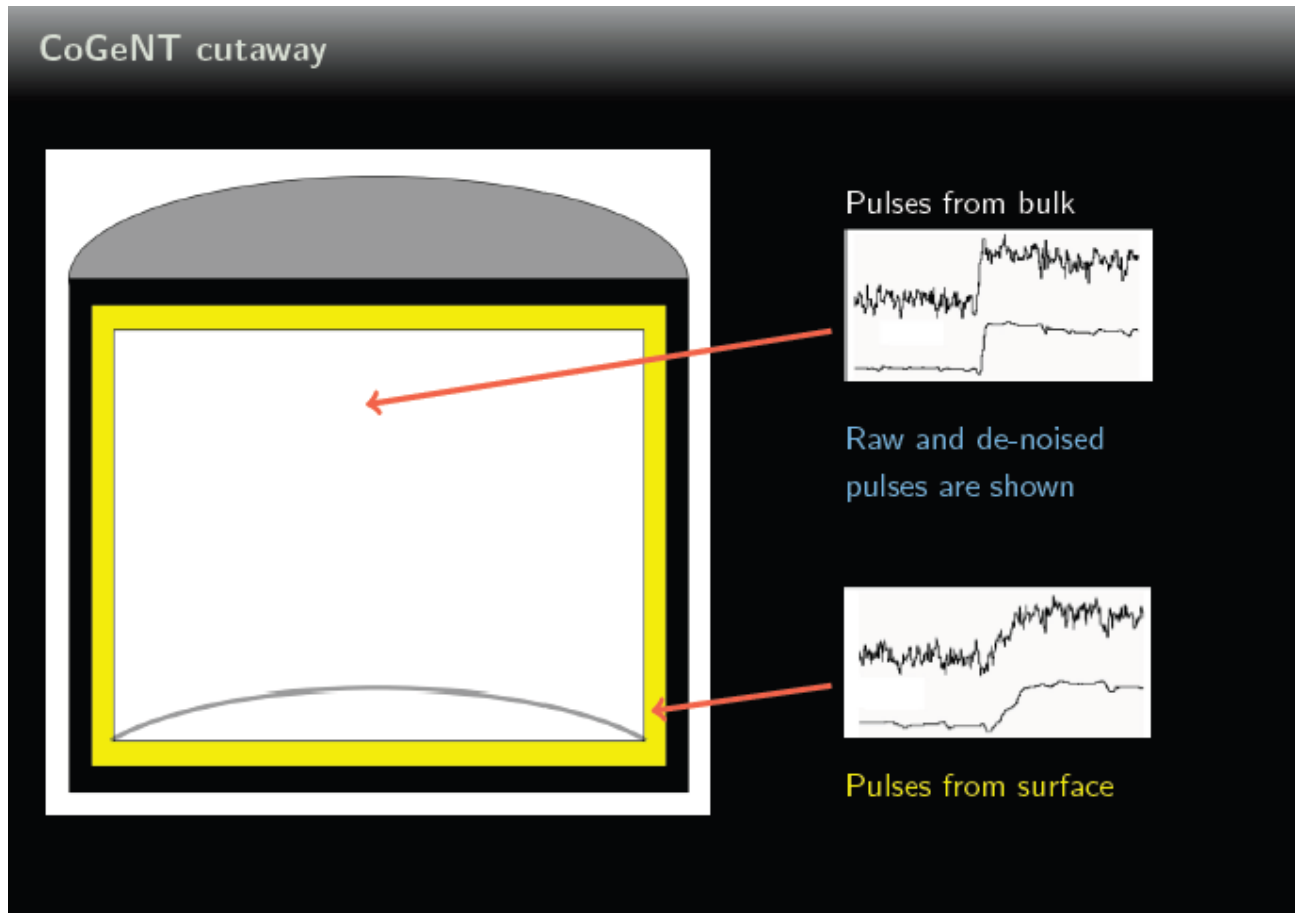 CoGeNT cutaway
Pulses from bulk
Raw and de-noised
pulses are shown
Pulses from surface